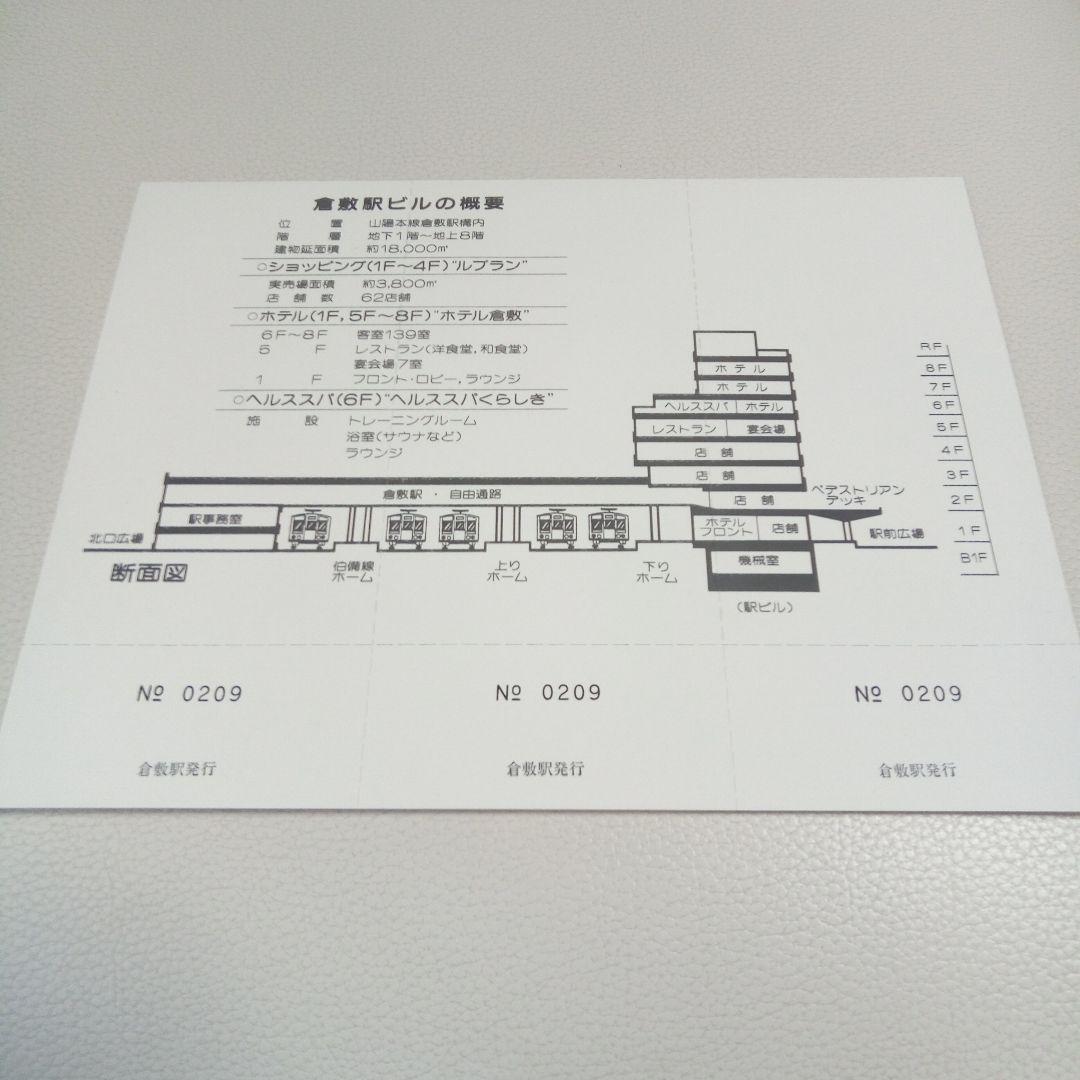 倉敷駅ビルの概要
位置 山陽本線倉敷駅構内
階層 地下1階〜地上8階
建物延面積 約18,000㎡
○ショッピング(1F〜4F)"ルブラン"
実売場面積 約3,800㎡
店舗数 62店舗
○ホテル(1F,5F〜8F)"ホテル倉敷"
6F〜8F 客室139室
5F レストラン(洋食堂,和食堂)
宴会場7室
1F フロント・ロビー,ラウンジ
○ヘルススパ(6F)"ヘルススパくらしき"
施設 トレーニングルーム
浴室(サウナなど)
ラウンジ
R.F
ホテル 8F
ホテル 7F
ヘルススパ ホテル 6F
レストラン 宴会場 5F
店舗 4F
店舗 3F
倉敷駅・自由通路 店舗 ペデストリアン
デッキ 2F
北口広場 駅事務室 ホテル
フロント 店舗 駅前広場 1F
機械室 B1F
断面図
伯備線
ホーム
上り
ホーム
下り
ホーム
(駅ビル)
№ 0209 № 0209 № 0209
倉敷駅発行 倉敷駅発行 倉敷駅発行